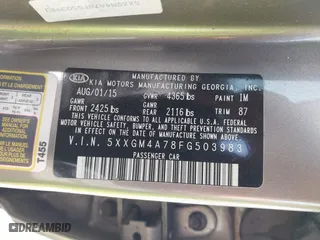 KIA
MANUFACTURED BY
KIA MOTORS MANUFACTURING GEORGIA, INC.
AUG/01/15 GVWR 4365 lbs PAINT IM
GAWR GAWR
FRONT 2425 lbs REAR 2116 lbs TRIM 87
THIS VEHICLE CONFORMS TO ALL APPLICABLE
FEDERAL MOTOR VEHICLE SAFETY, BUMPER,
AND THEFT PREVENTION STANDARDS IN EFFECT
ON THE DATE OF MANUFACTURE SHOWN ABOVE.
V.I.N. 5XXGM4A78FG503983
PASSENGER CAR
T455